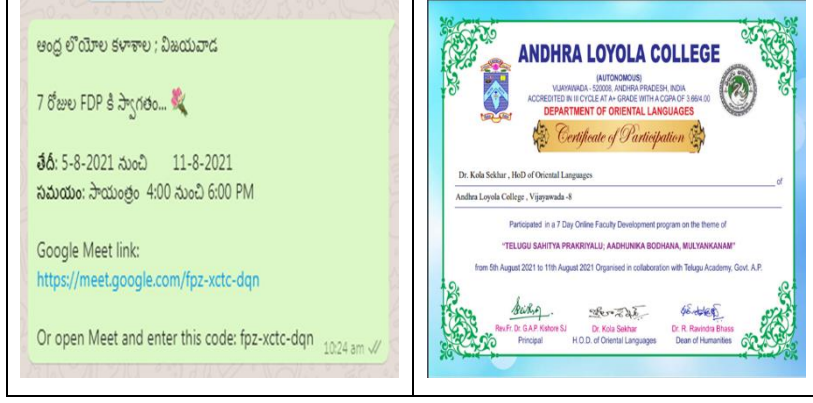 ఆంధ్ర లొయోల కళాశాల ; విజయవాడ
7 రోజుల FDP కి స్వాగతం...
తేదీ: 5-8-2021 నుంచి 11-8-2021
సమయం: సాయంత్రం 4:00 నుంచి 6:00 PM
Google Meet link:
https://meet.google.com/fpz-xctc-dqn
Or open Meet and enter this code: fpz-xctc-dqn
10:24 am
ANDHRA LOYOLA COLLEGE
(AUTONOMOUS)
VIJAYAWADA - 520008, ANDHRA PRADESH, INDIA
ACCREDITED IN III CYCLE AT A+ GRADE WITH A CGPA OF 3.66/4.00
DEPARTMENT OF ORIENTAL LANGUAGES
Certificate of Participation
Dr. Kola Sekhar , HoD of Oriental Languages
of
Andhra Loyola College , Vijayawada -8
Participated in a 7 Day Online Faculty Development program on the theme of
"TELUGU SAHITYA PRAKRIYALU; AADHUNIKA BODHANA, MULYANKANAM"
from 5th August 2021 to 11th August 2021 Organised in collaboration with Telugu Academy, Govt. A.P.
Rev.Fr. Dr. G.A.P. Kishore SJ Dr. Kola Sekhar Dr. R. Ravindra Bhass
Principal H.O.D. of Oriental Languages Dean of Humanities